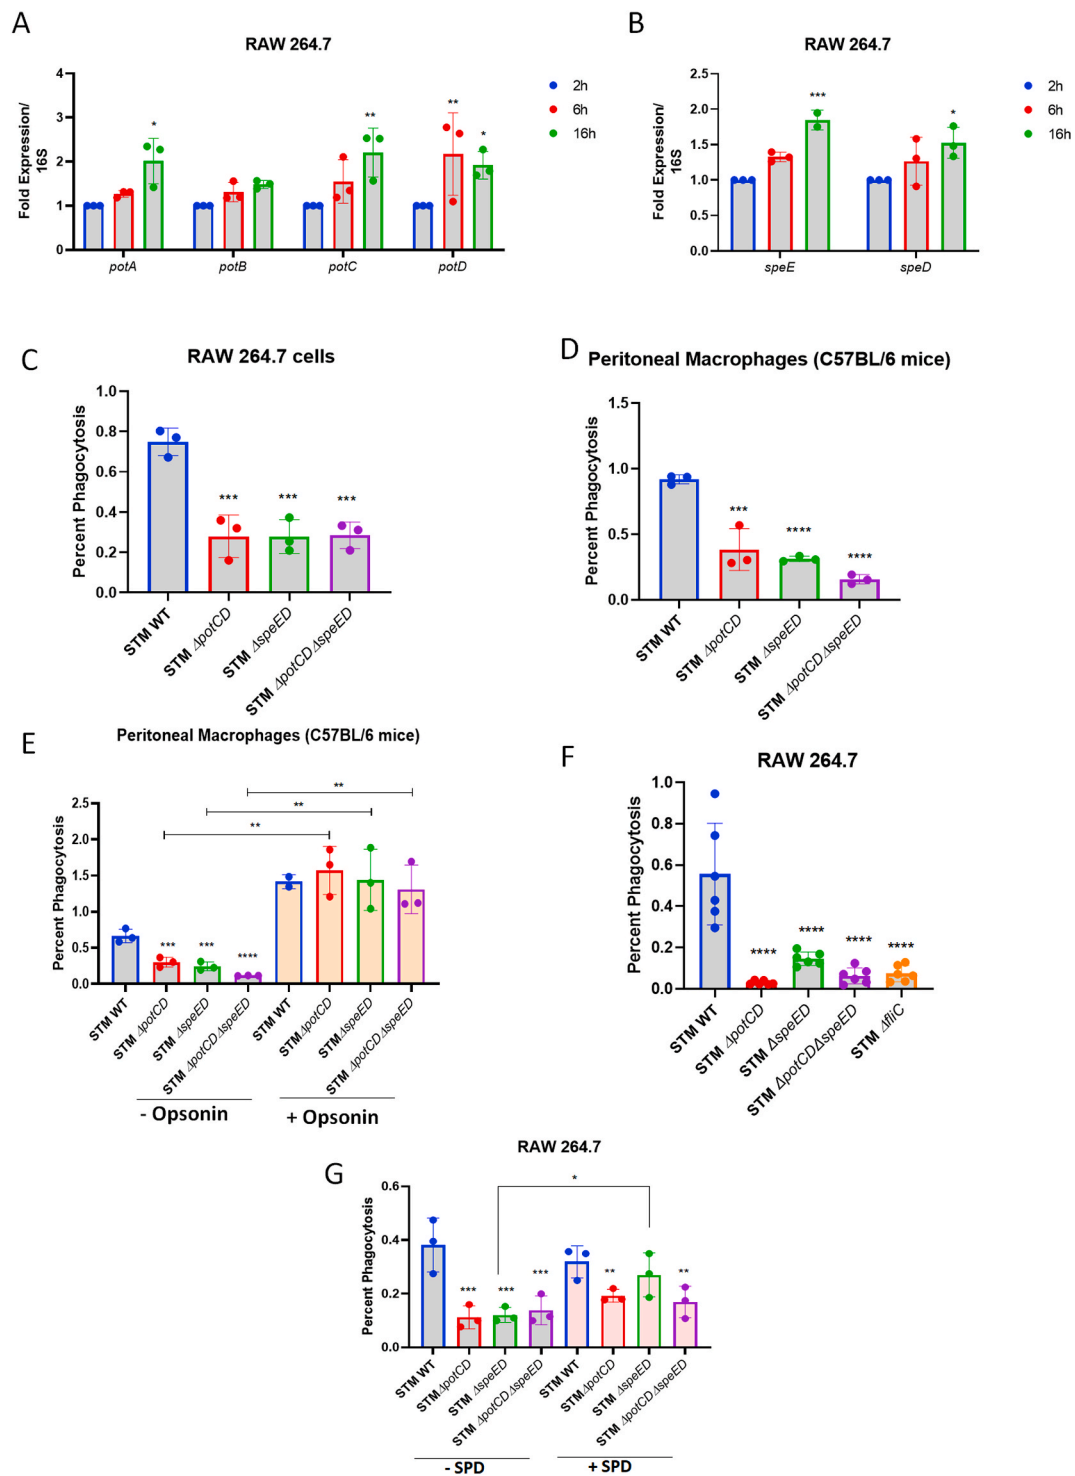 A
RAW 264.7
Fold Expression/
16S
4
3
2
1
0
*
**
**
*
potA
potB
potC
potD
2h
6h
16h
B
RAW 264.7
Fold Expression/
16S
2.5
2.0
1.5
1.0
0.5
0.0
***
*
speE
speD
2h
6h
16h
C
RAW 264.7 cells
Percent Phagocytosis
1.0
0.8
0.6
0.4
0.2
0.0
***
***
***
STM WT
STM ΔpotCD
STM ΔspeED
STM ΔpotCDΔspeED
D
Peritoneal Macrophages (C57BL/6 mice)
Percent Phagocytosis
1.5
1.0
0.5
0.0
***
****
****
STM WT
STM ΔpotCD
STM ΔspeED
STM ΔpotCDΔspeED
E
Peritoneal Macrophages (C57BL/6 mice)
Percent Phagocytosis
2.5
2.0
1.5
1.0
0.5
0.0
**
**
**
***
***
****
STM WT
STM ΔpotCD
STM ΔspeED
STM ΔpotCDΔspeED
STM WT
STMΔpotCD
STMΔspeED
STM ΔpotCDΔspeED
- Opsonin
+ Opsonin
F
RAW 264.7
Percent Phagocytosis
1.0
0.8
0.6
0.4
0.2
0.0
****
****
****
****
STM WT
STM ΔpotCD
STM ΔspeED
STM ΔpotCDΔspeED
STM ΔfliC
G
RAW 264.7
Percent Phagocytosis
0.6
0.4
0.2
0.0
*
***
***
***
**
**
STM WT
STMΔpotCD
STM ΔspeED
STM ΔpotCDΔspeED
STM WT
STMΔpotCD
STM ΔspeED
STM ΔpotCDΔspeED
- SPD
+ SPD